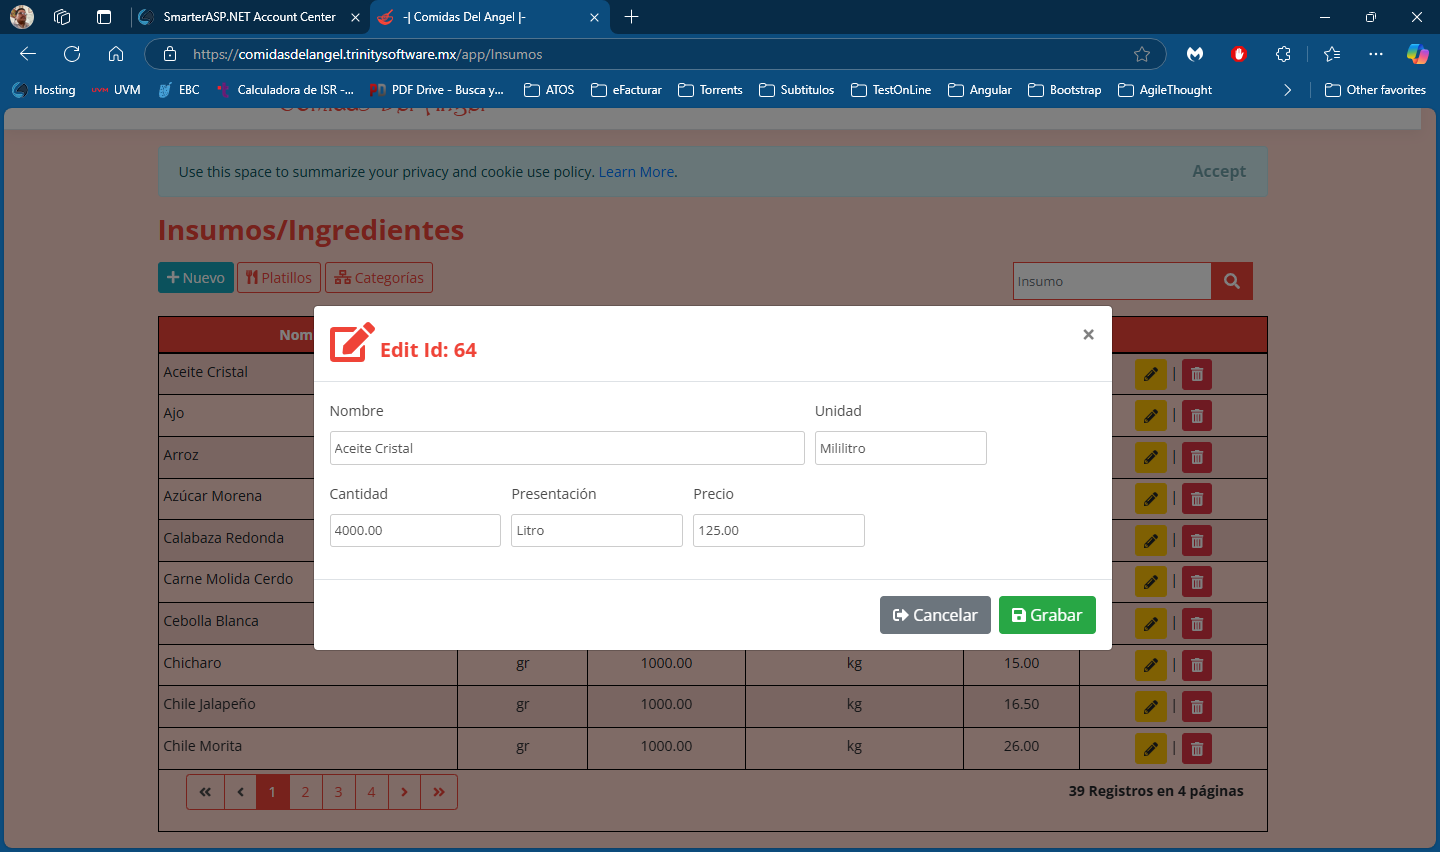 SmarterASP.NET Account Center
-| Comidas Del Angel |-
https://comidasdelangel.trinitysoftware.mx/app/Insumos
Hosting UVM EBC Calculadora de ISR -... PDF Drive - Busca y... ATOS eFacturar Torrents Subtitulos TestOnLine Angular Bootstrap AgileThought Other favorites
Comidas Del Angel
Use this space to summarize your privacy and cookie use policy. Learn More. Accept
Insumos/Ingredientes
Nuevo Platillos Categorías Insumo
Nom
Edit Id: 64 ×
Aceite Cristal
Ajo
Arroz
Azúcar Morena
Calabaza Redonda
Carne Molida Cerdo
Cebolla Blanca
Nombre Unidad
Aceite Cristal Mililitro
Cantidad Presentación Precio
4000.00 Litro 125.00
Cancelar Grabar
Chicharo gr 1000.00 kg 15.00 |
Chile Jalapeño gr 1000.00 kg 16.50 |
Chile Morita gr 1000.00 kg 26.00 |
« ‹ 1 2 3 4 › » 39 Registros en 4 páginas